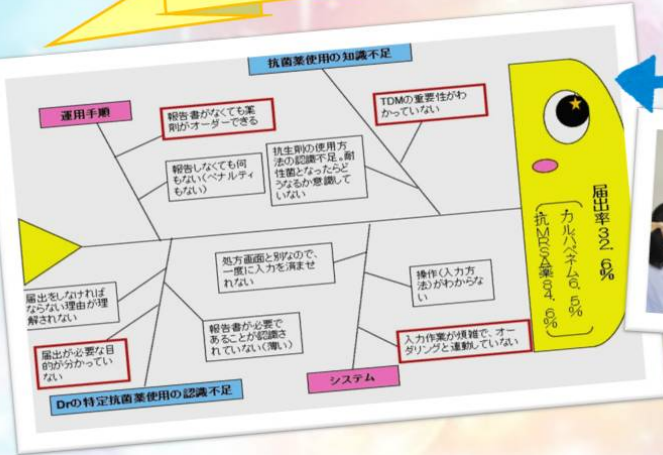 抗菌薬使用の知識不足
運用手順
報告書がなくても薬
剤がオーダーできる
TDMの重要性がわ
かっていない
報告しなくても何
もない(ペナルティ
もない)
抗生剤の使用方
法の認識不足。耐
性菌となったらど
うなるか意識して
いない
届出率32.6%
カルバペネム6.5%
抗MRSA薬84.6%
届出をしなければ
ならない理由が理
解されない
処方画面と別なので、
一度に入力を済ませ
れない
操作(入力方
法)がわからな
い
届出が必要な目
的が分かってい
ない
報告書が必要で
あることが認識さ
れていない(薄い)
入力作業が煩雑で、オー
ダリングと連動していない
Drの特定抗菌薬使用の認識不足
システム